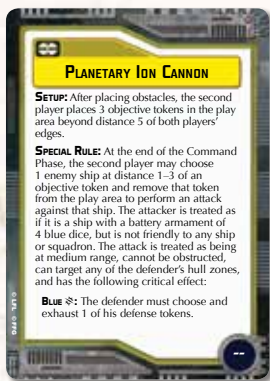 Planetary Ion Cannon
Setup: After placing obstacles, the second
player places 3 objective tokens in the play
area beyond distance 5 of both players'
edges.
Special Rule: At the end of the Command
Phase, the second player may choose
1 enemy ship at distance 1–3 of an
objective token and remove that token
from the play area to perform an attack
against that ship. The attacker is treated as
if it is a ship with a battery armament of
4 blue dice, but is not friendly to any ship
or squadron. The attack is treated as being
at medium range, cannot be obstructed,
can target any of the defender's hull zones,
and has the following critical effect:
Blue : The defender must choose and
exhaust 1 of his defense tokens.
© LFL © FFG
--